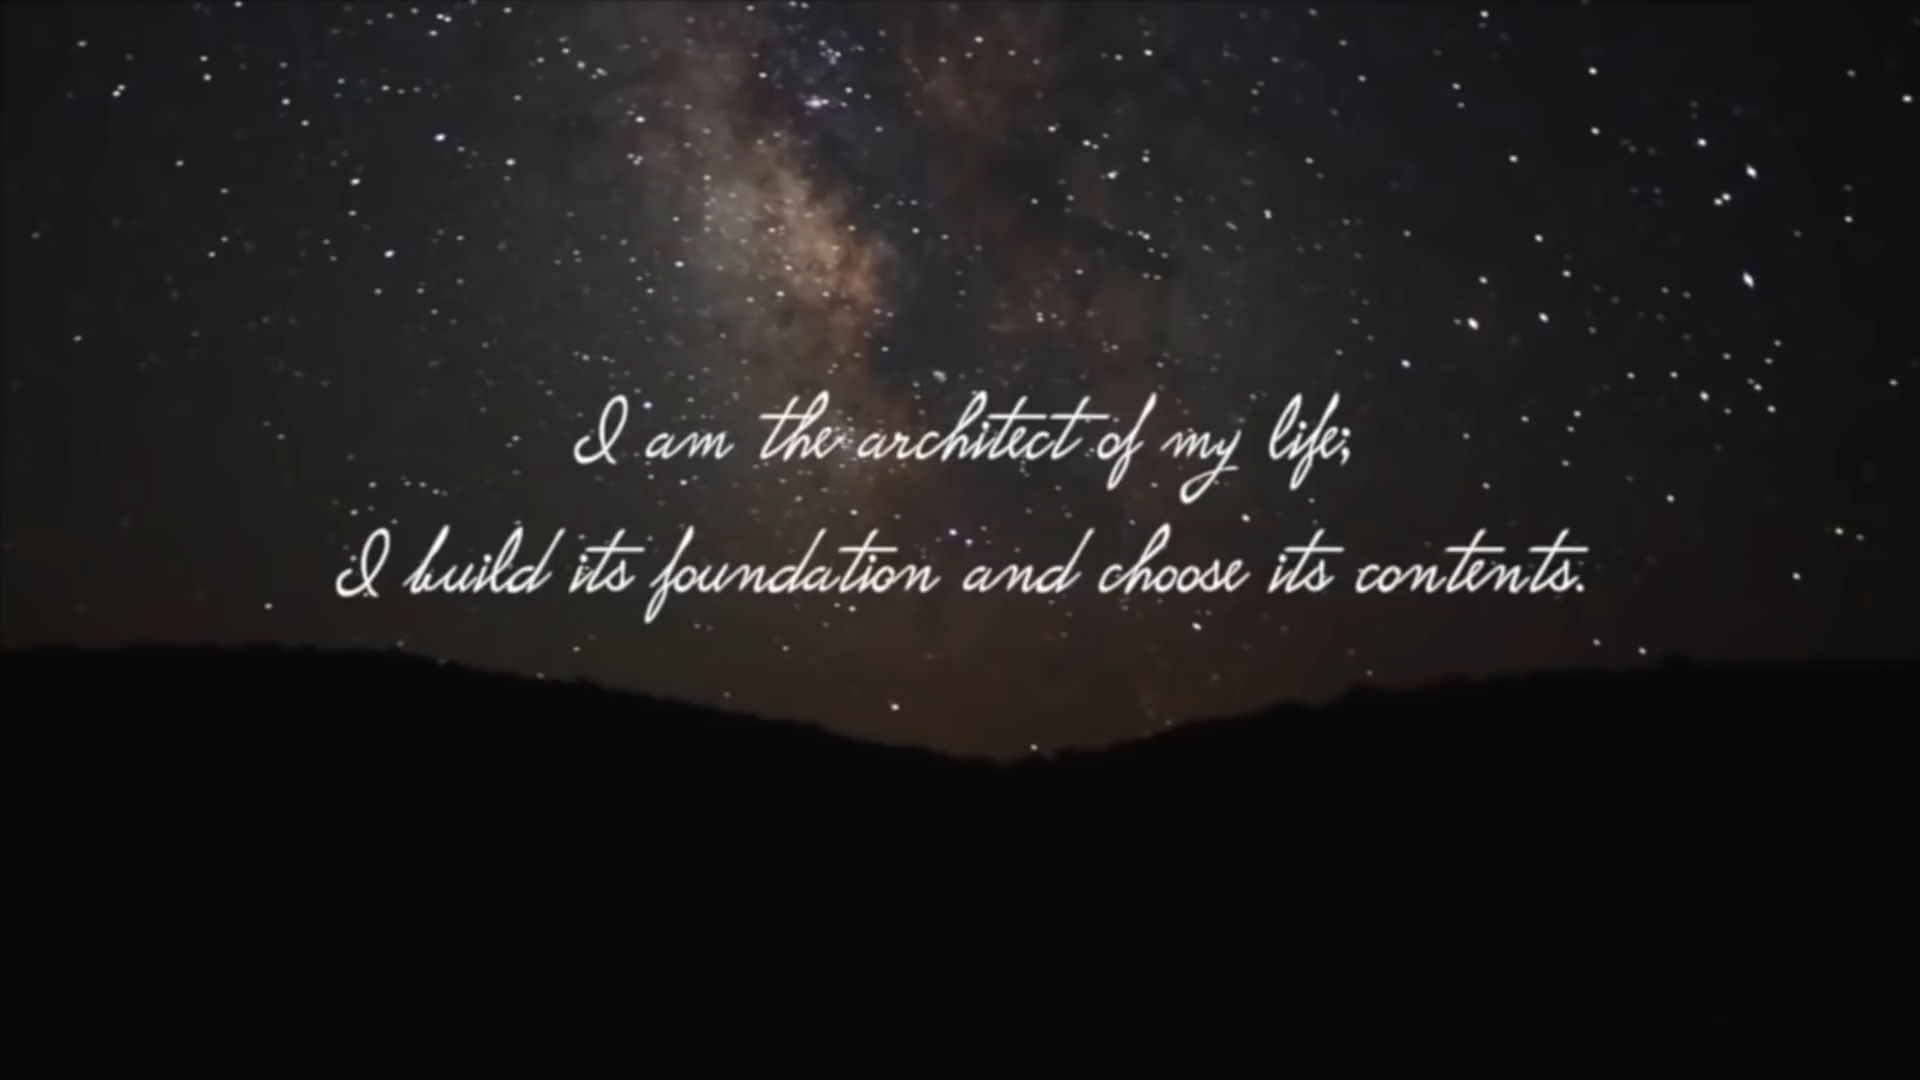 I am the architect of my life;
I build its foundation and choose its contents.